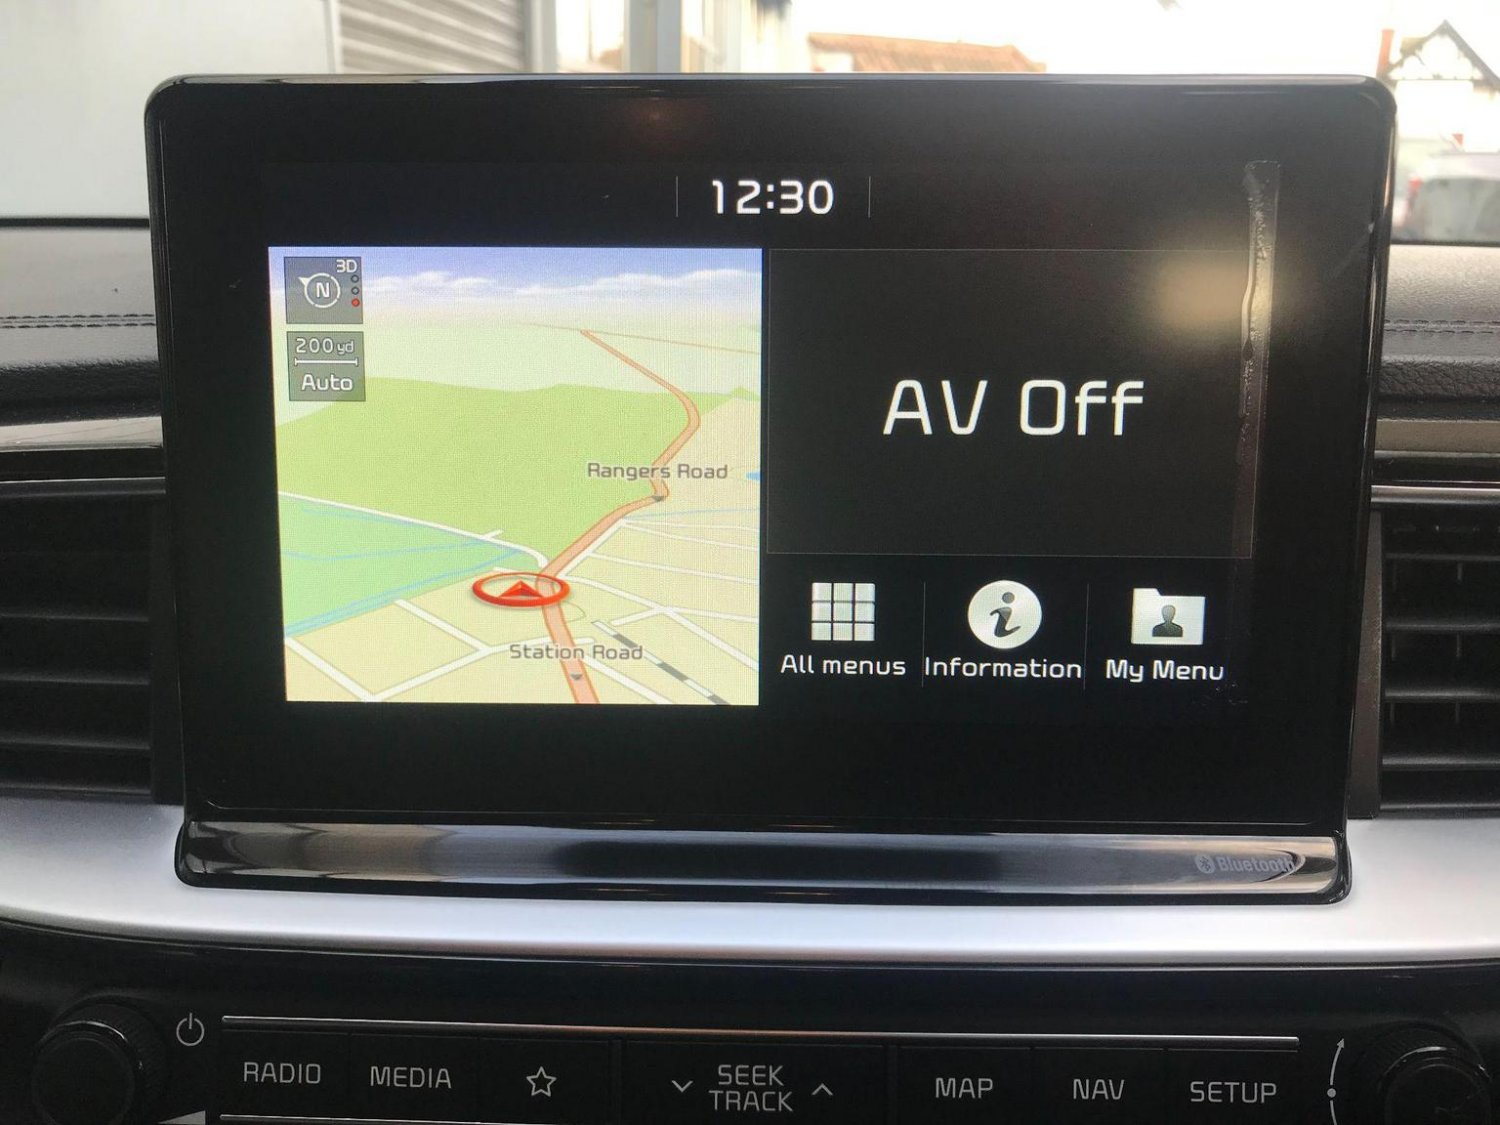 12:30
3D
N
200 yd
Auto
Rangers Road
Station Road
AV Off
All menus
Information
My Menu
Bluetooth
RADIO
MEDIA
SEEK
TRACK
MAP
NAV
SETUP